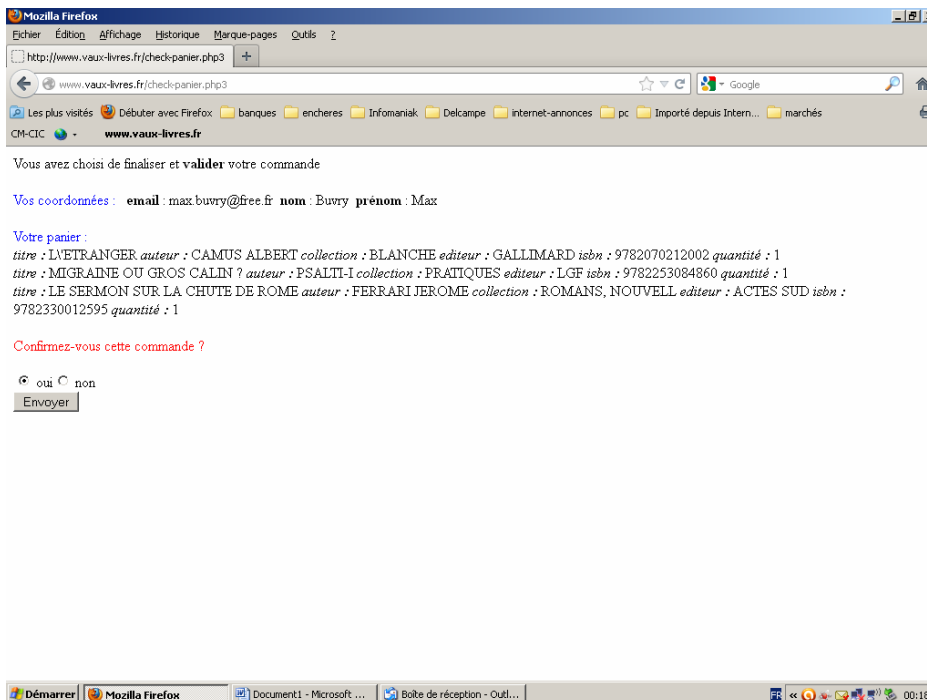 Mozilla Firefox
Fichier Édition Affichage Historique Marque-pages Outils ?
http://www.vaux-livres.fr/check-panier.php3 +
www.vaux-livres.fr/check-panier.php3 Google
Les plus visités Débuter avec Firefox banques encheres Infomaniak Delcampe internet-annonces pc Importé depuis Intern... marchés
CM-CIC www.vaux-livres.fr
Vous avez choisi de finaliser et valider votre commande
Vos coordonnées : email : max.buvry@free.fr nom : Buvry prénom : Max
Votre panier :
titre : L\'ETRANGER auteur : CAMUS ALBERT collection : BLANCHE editeur : GALLIMARD isbn : 9782070212002 quantité : 1
titre : MIGRAINE OU GROS CALIN ? auteur : PSALTI-I collection : PRATIQUES editeur : LGF isbn : 9782253084860 quantité : 1
titre : LE SERMON SUR LA CHUTE DE ROME auteur : FERRARI JEROME collection : ROMANS, NOUVELL editeur : ACTES SUD isbn :
9782330012595 quantité : 1
Confirmez-vous cette commande ?
oui non
Envoyer
Démarrer Mozilla Firefox Document1 - Microsoft ... Boîte de réception - Outl... FR « 00:16